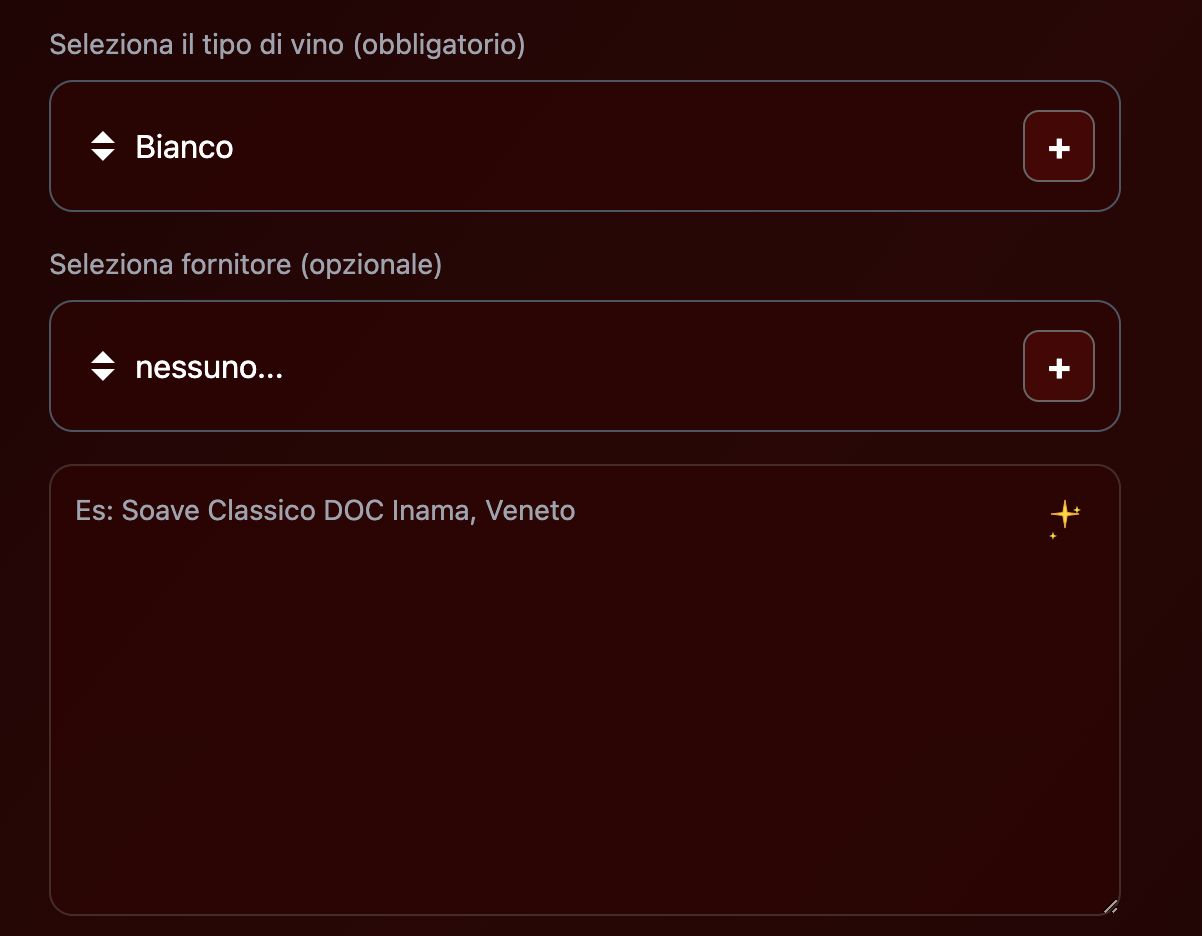 Seleziona il tipo di vino (obbligatorio)
Bianco
+
Seleziona fornitore (opzionale)
nessuno...
+
Es: Soave Classico DOC Inama, Veneto